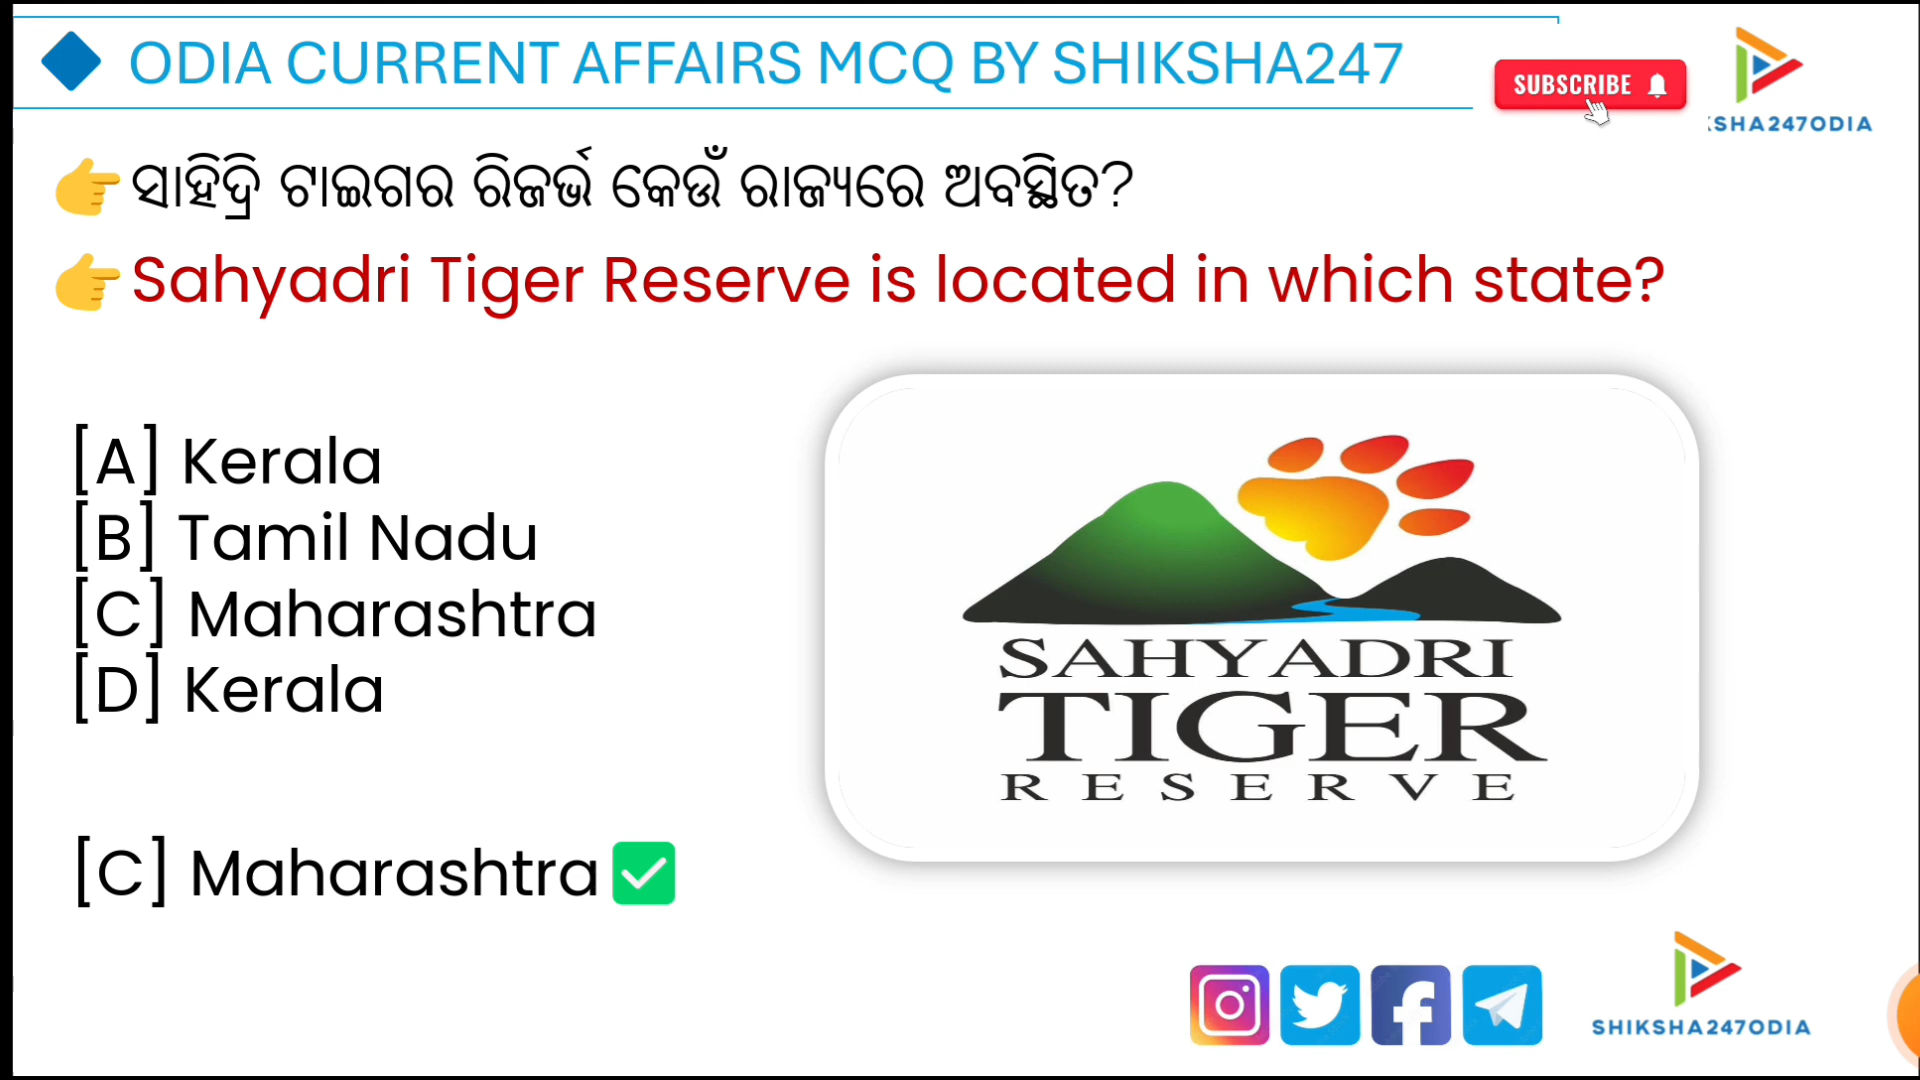 ODIA CURRENT AFFAIRS MCQ BY SHIKSHA247
SUBSCRIBE
KSHA247ODIA
ସାହିଦ୍ରି ଟାଇଗର ରିଜର୍ଭ କେଉଁ ରାଜ୍ୟରେ ଅବସ୍ଥିତ?
Sahyadri Tiger Reserve is located in which state?
[A] Kerala
[B] Tamil Nadu
[C] Maharashtra
[D] Kerala
SAHYADRI
TIGER
RESERVE
[C] Maharashtra
SHIKSHA247ODIA